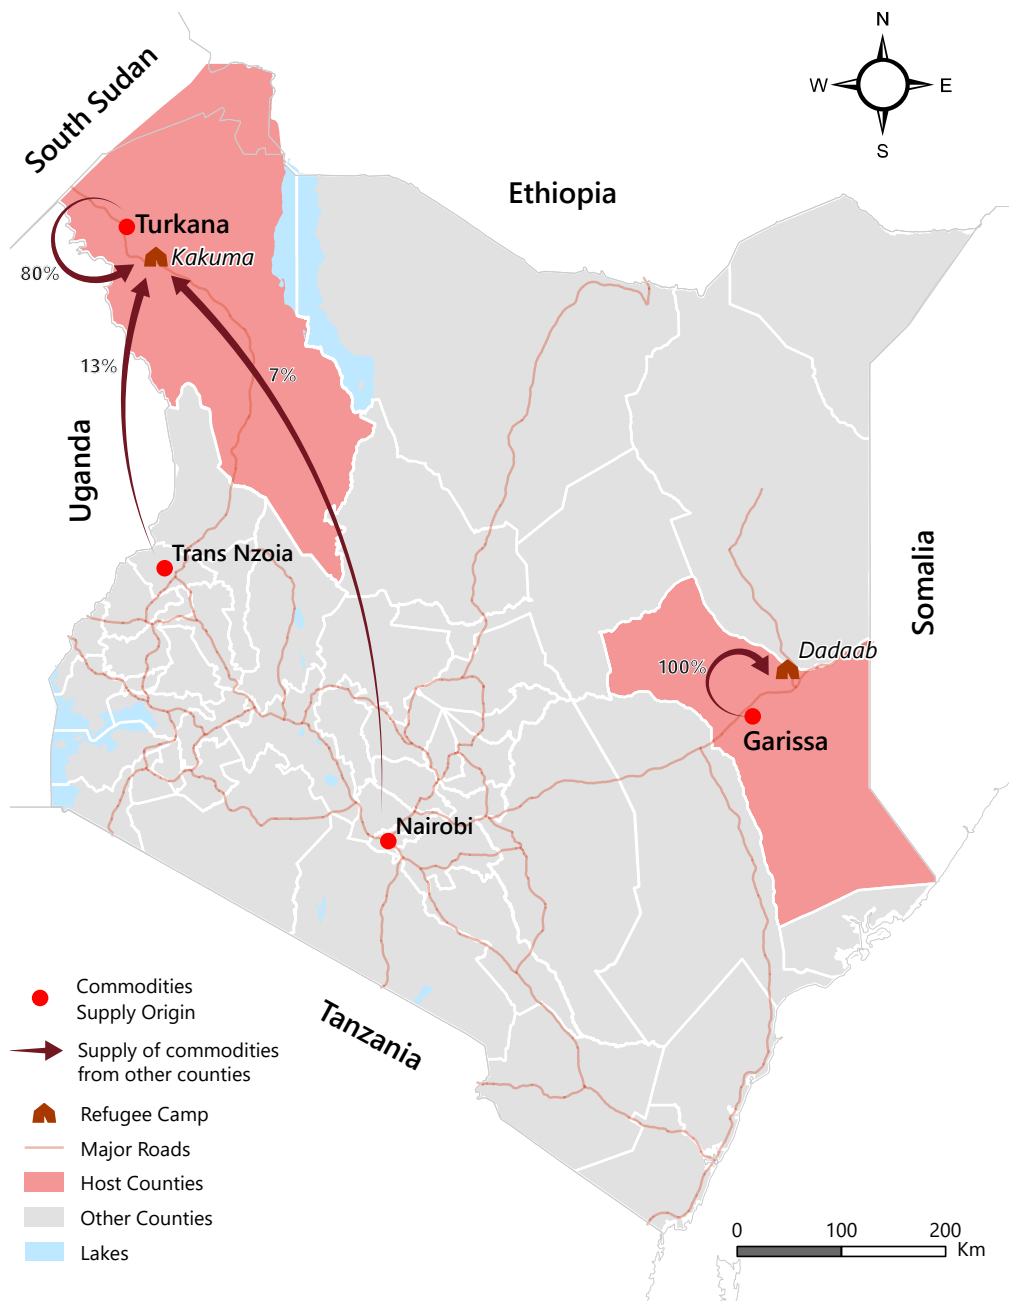 N
W
E
S
South Sudan
Ethiopia
Turkana
Kakuma
80%
13%
7%
Uganda
Trans Nzoia
Somalia
Dadaab
100%
Garissa
Nairobi
Tanzania
Commodities
Supply Origin
Supply of commodities
from other counties
Refugee Camp
Major Roads
Host Counties
Other Counties
Lakes
0 100 200
Km